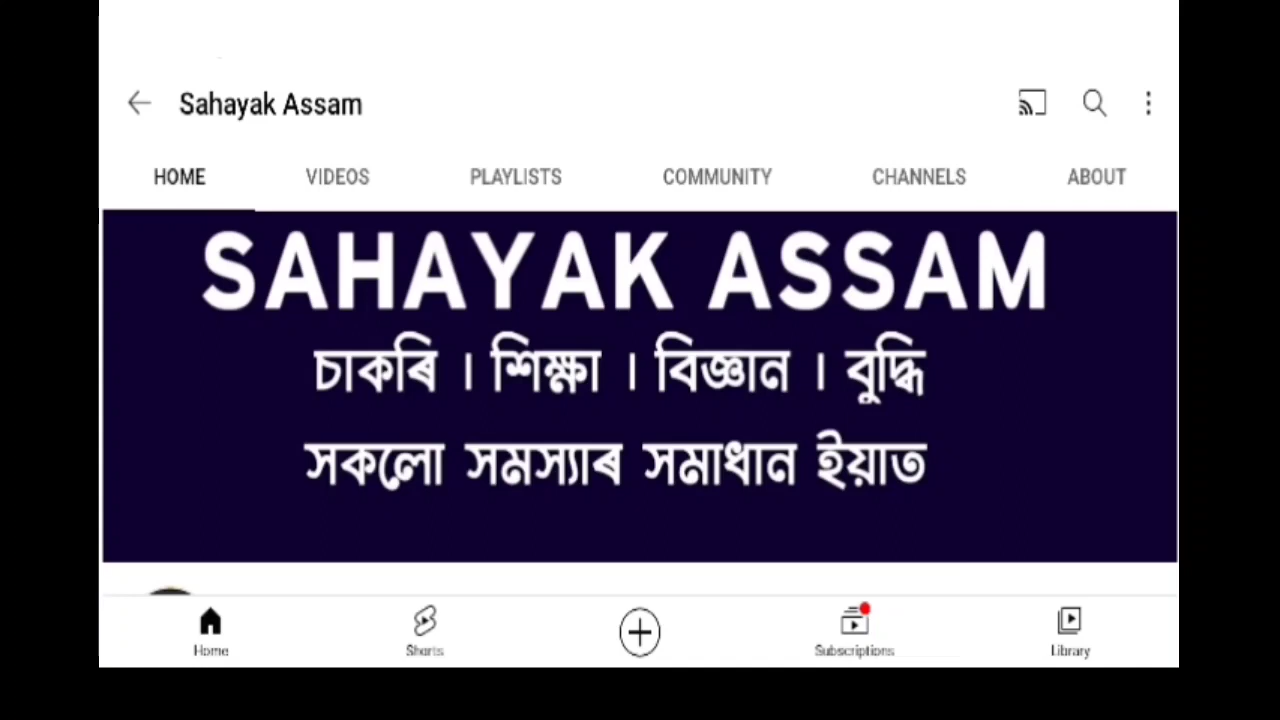 Sahayak Assam
HOME VIDEOS PLAYLISTS COMMUNITY CHANNELS ABOUT
SAHAYAK ASSAM
চাকৰি । শিক্ষা । বিজ্ঞান । বুদ্ধি
সকলো সমস্যাৰ সমাধান ইয়াত
Home Shorts Subscriptions Library